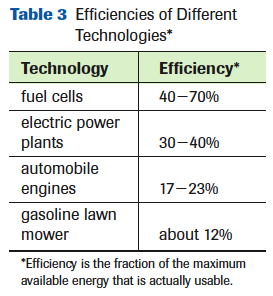 Table 3 Efficiencies of Different
Technologies*
Technology Efficiency*
fuel cells 40–70%
electric power
plants 30–40%
automobile
engines 17–23%
gasoline lawn
mower about 12%
*Efficiency is the fraction of the maximum
available energy that is actually usable.